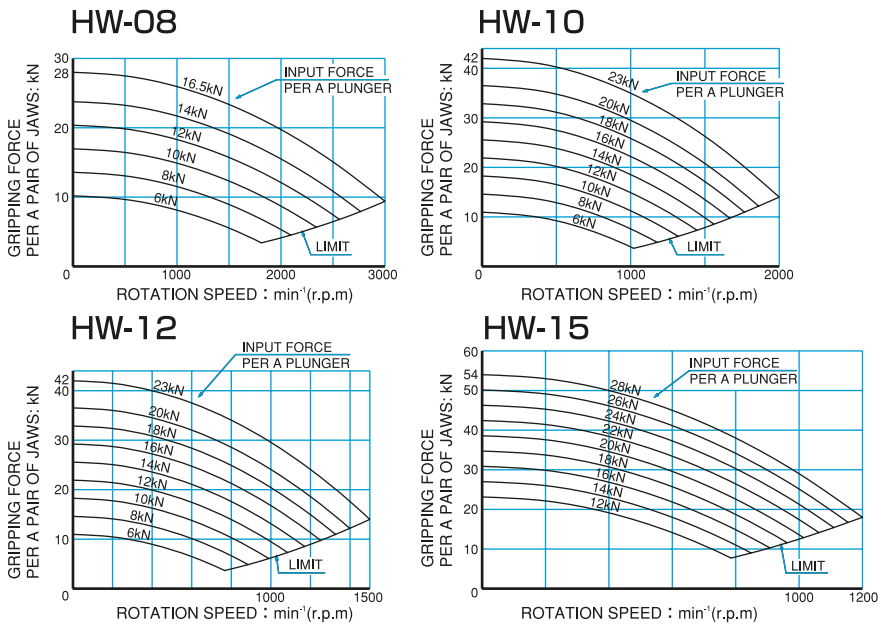 HW-08
GRIPPING FORCE
PER A PAIR OF JAWS: kN
30
28
20
10
0
16.5kN
14kN
12kN
10kN
8kN
6kN
INPUT FORCE
PER A PLUNGER
LIMIT
0
1000
2000
3000
ROTATION SPEED : min⁻¹(r.p.m)
HW-10
GRIPPING FORCE
PER A PAIR OF JAWS: kN
42
40
30
20
10
23kN
20kN
18kN
16kN
14kN
12kN
10kN
8kN
6kN
INPUT FORCE
PER A PLUNGER
LIMIT
0
1000
2000
ROTATION SPEED : min⁻¹(r.p.m)
HW-12
GRIPPING FORCE
PER A PAIR OF JAWS: kN
42
40
30
20
10
23kN
20kN
18kN
16kN
14kN
12kN
10kN
8kN
6kN
INPUT FORCE
PER A PLUNGER
LIMIT
0
1000
1500
ROTATION SPEED : min⁻¹(r.p.m)
HW-15
GRIPPING FORCE
PER A PAIR OF JAWS: kN
60
54
50
40
30
20
10
28kN
26kN
24kN
22kN
20kN
18kN
16kN
14kN
12kN
INPUT FORCE
PER A PLUNGER
LIMIT
0
1000
1200
ROTATION SPEED : min⁻¹(r.p.m)